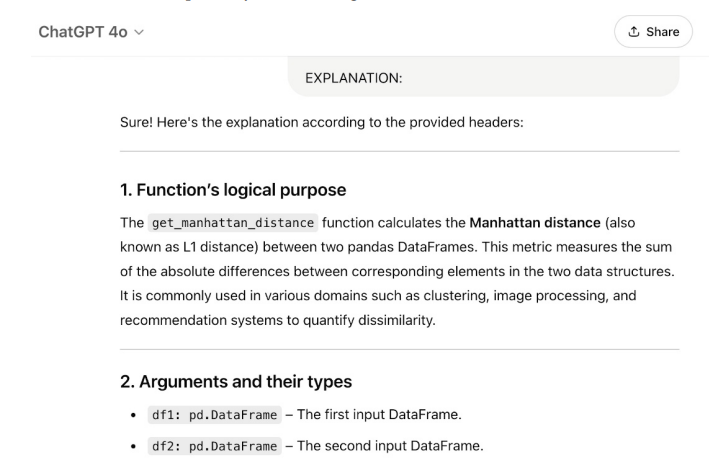 ChatGPT 4o
Share
EXPLANATION:
Sure! Here's the explanation according to the provided headers:
1. Function’s logical purpose
The get_manhattan_distance function calculates the Manhattan distance (also
known as L1 distance) between two pandas DataFrames. This metric measures the sum
of the absolute differences between corresponding elements in the two data structures.
It is commonly used in various domains such as clustering, image processing, and
recommendation systems to quantify dissimilarity.
2. Arguments and their types
• df1: pd.DataFrame – The first input DataFrame.
• df2: pd.DataFrame – The second input DataFrame.